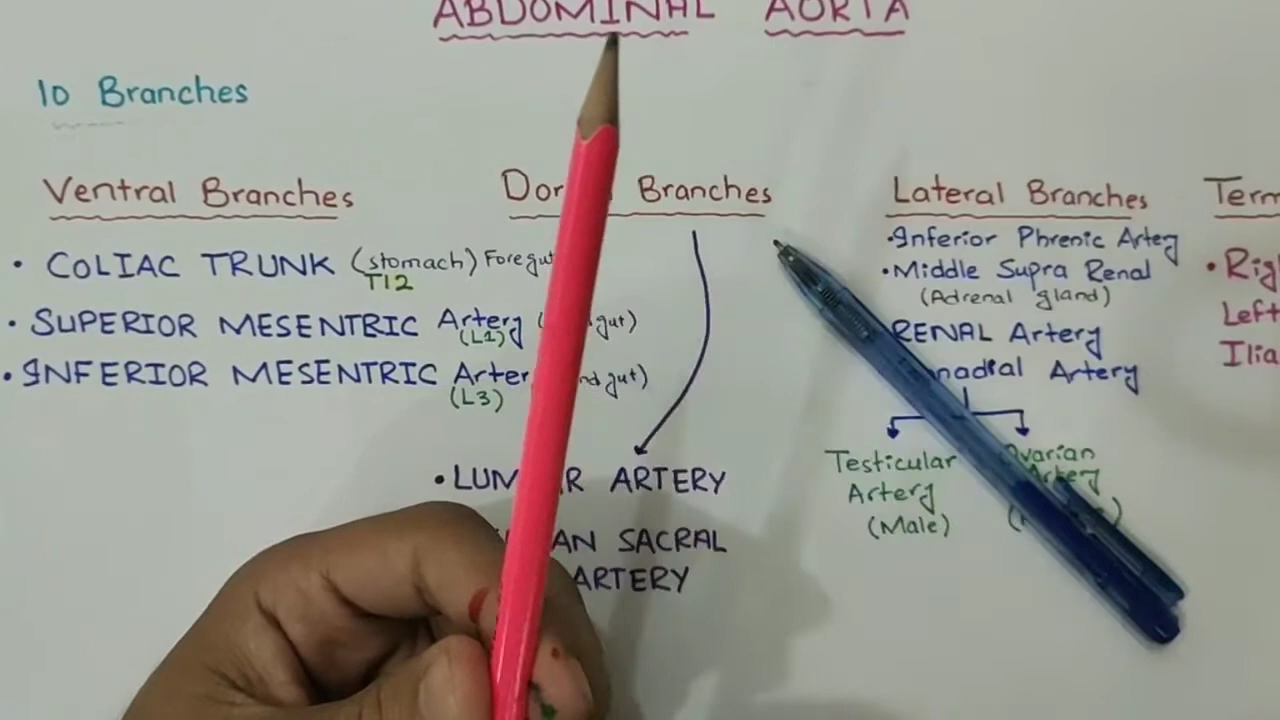 ABDOMINAL AORTA
10 Branches
Ventral Branches
• COLIAC TRUNK (stomach) Foregut
T12
• SUPERIOR MESENTRIC Artery gut)
(L1)
• INFERIOR MESENTRIC Arter gut)
(L3)
Branches
• ARTERY
SACRAL
ARTERY
Lateral Branches
• Inferior Phrenic Artery
• Middle Supra Renal
(Adrenal gland)
RENAL Artery
Artery
Testicular
Artery
(Male)
Ovarian
Artery
• 
Left